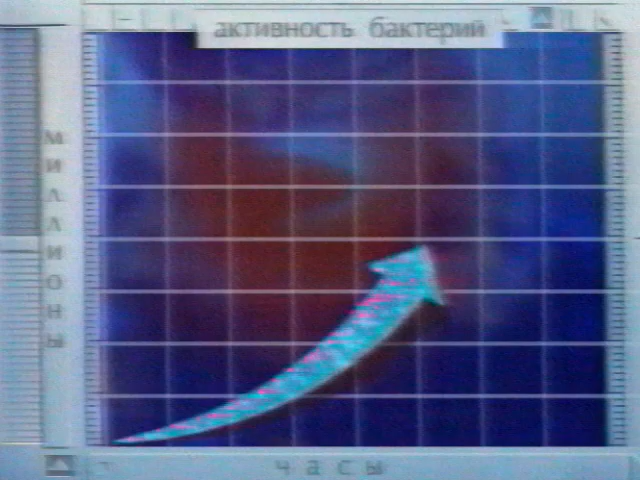 активность бактерий
миллионы
часы